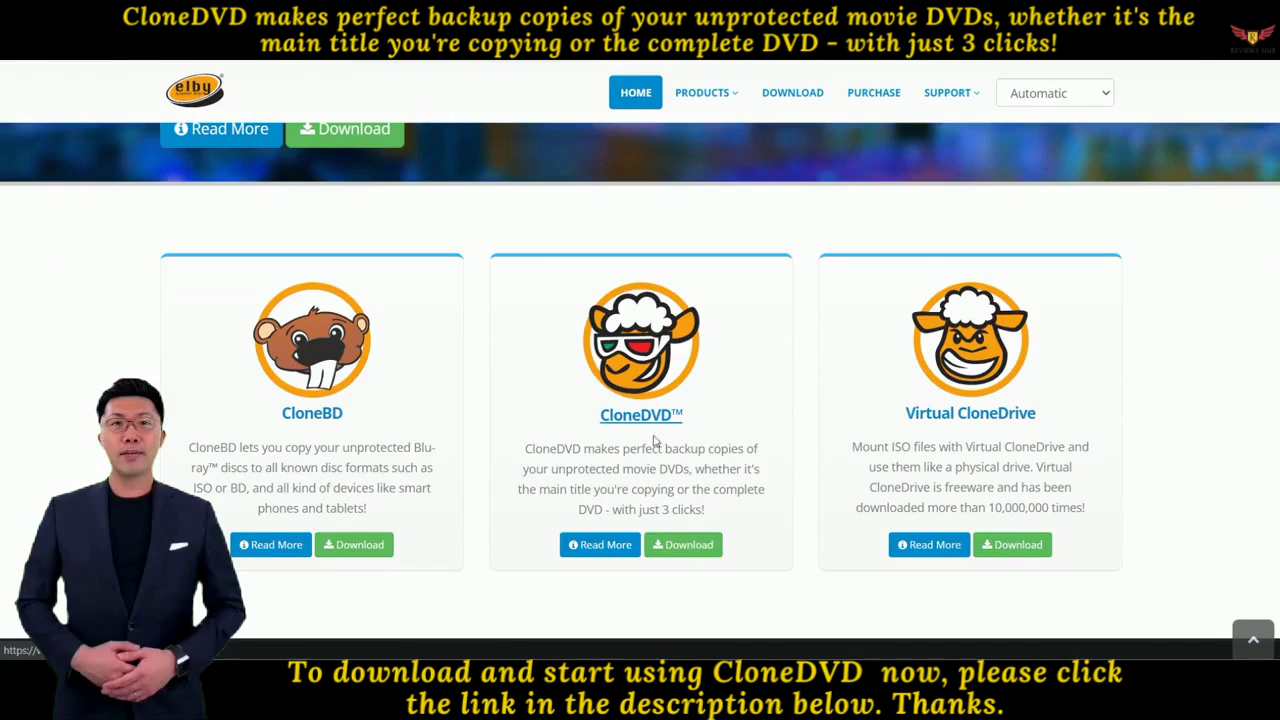 CloneDVD makes perfect backup copies of your unprotected movie DVDs, whether it's the
main title you're copying or the complete DVD - with just 3 clicks!
REVIEWS HUB
elby
HOME
PRODUCTS
DOWNLOAD
PURCHASE
SUPPORT
Automatic
Read More
Download
CloneBD
CloneBD lets you copy your unprotected Blu-
ray™ discs to all known disc formats such as
ISO or BD, and all kind of devices like smart
phones and tablets!
Read More
Download
CloneDVD™
CloneDVD makes perfect backup copies of
your unprotected movie DVDs, whether it's
the main title you're copying or the complete
DVD - with just 3 clicks!
Read More
Download
Virtual CloneDrive
Mount ISO files with Virtual CloneDrive and
use them like a physical drive. Virtual
CloneDrive is freeware and has been
downloaded more than 10,000,000 times!
Read More
Download
To download and start using CloneDVD now, please click
the link in the description below. Thanks.